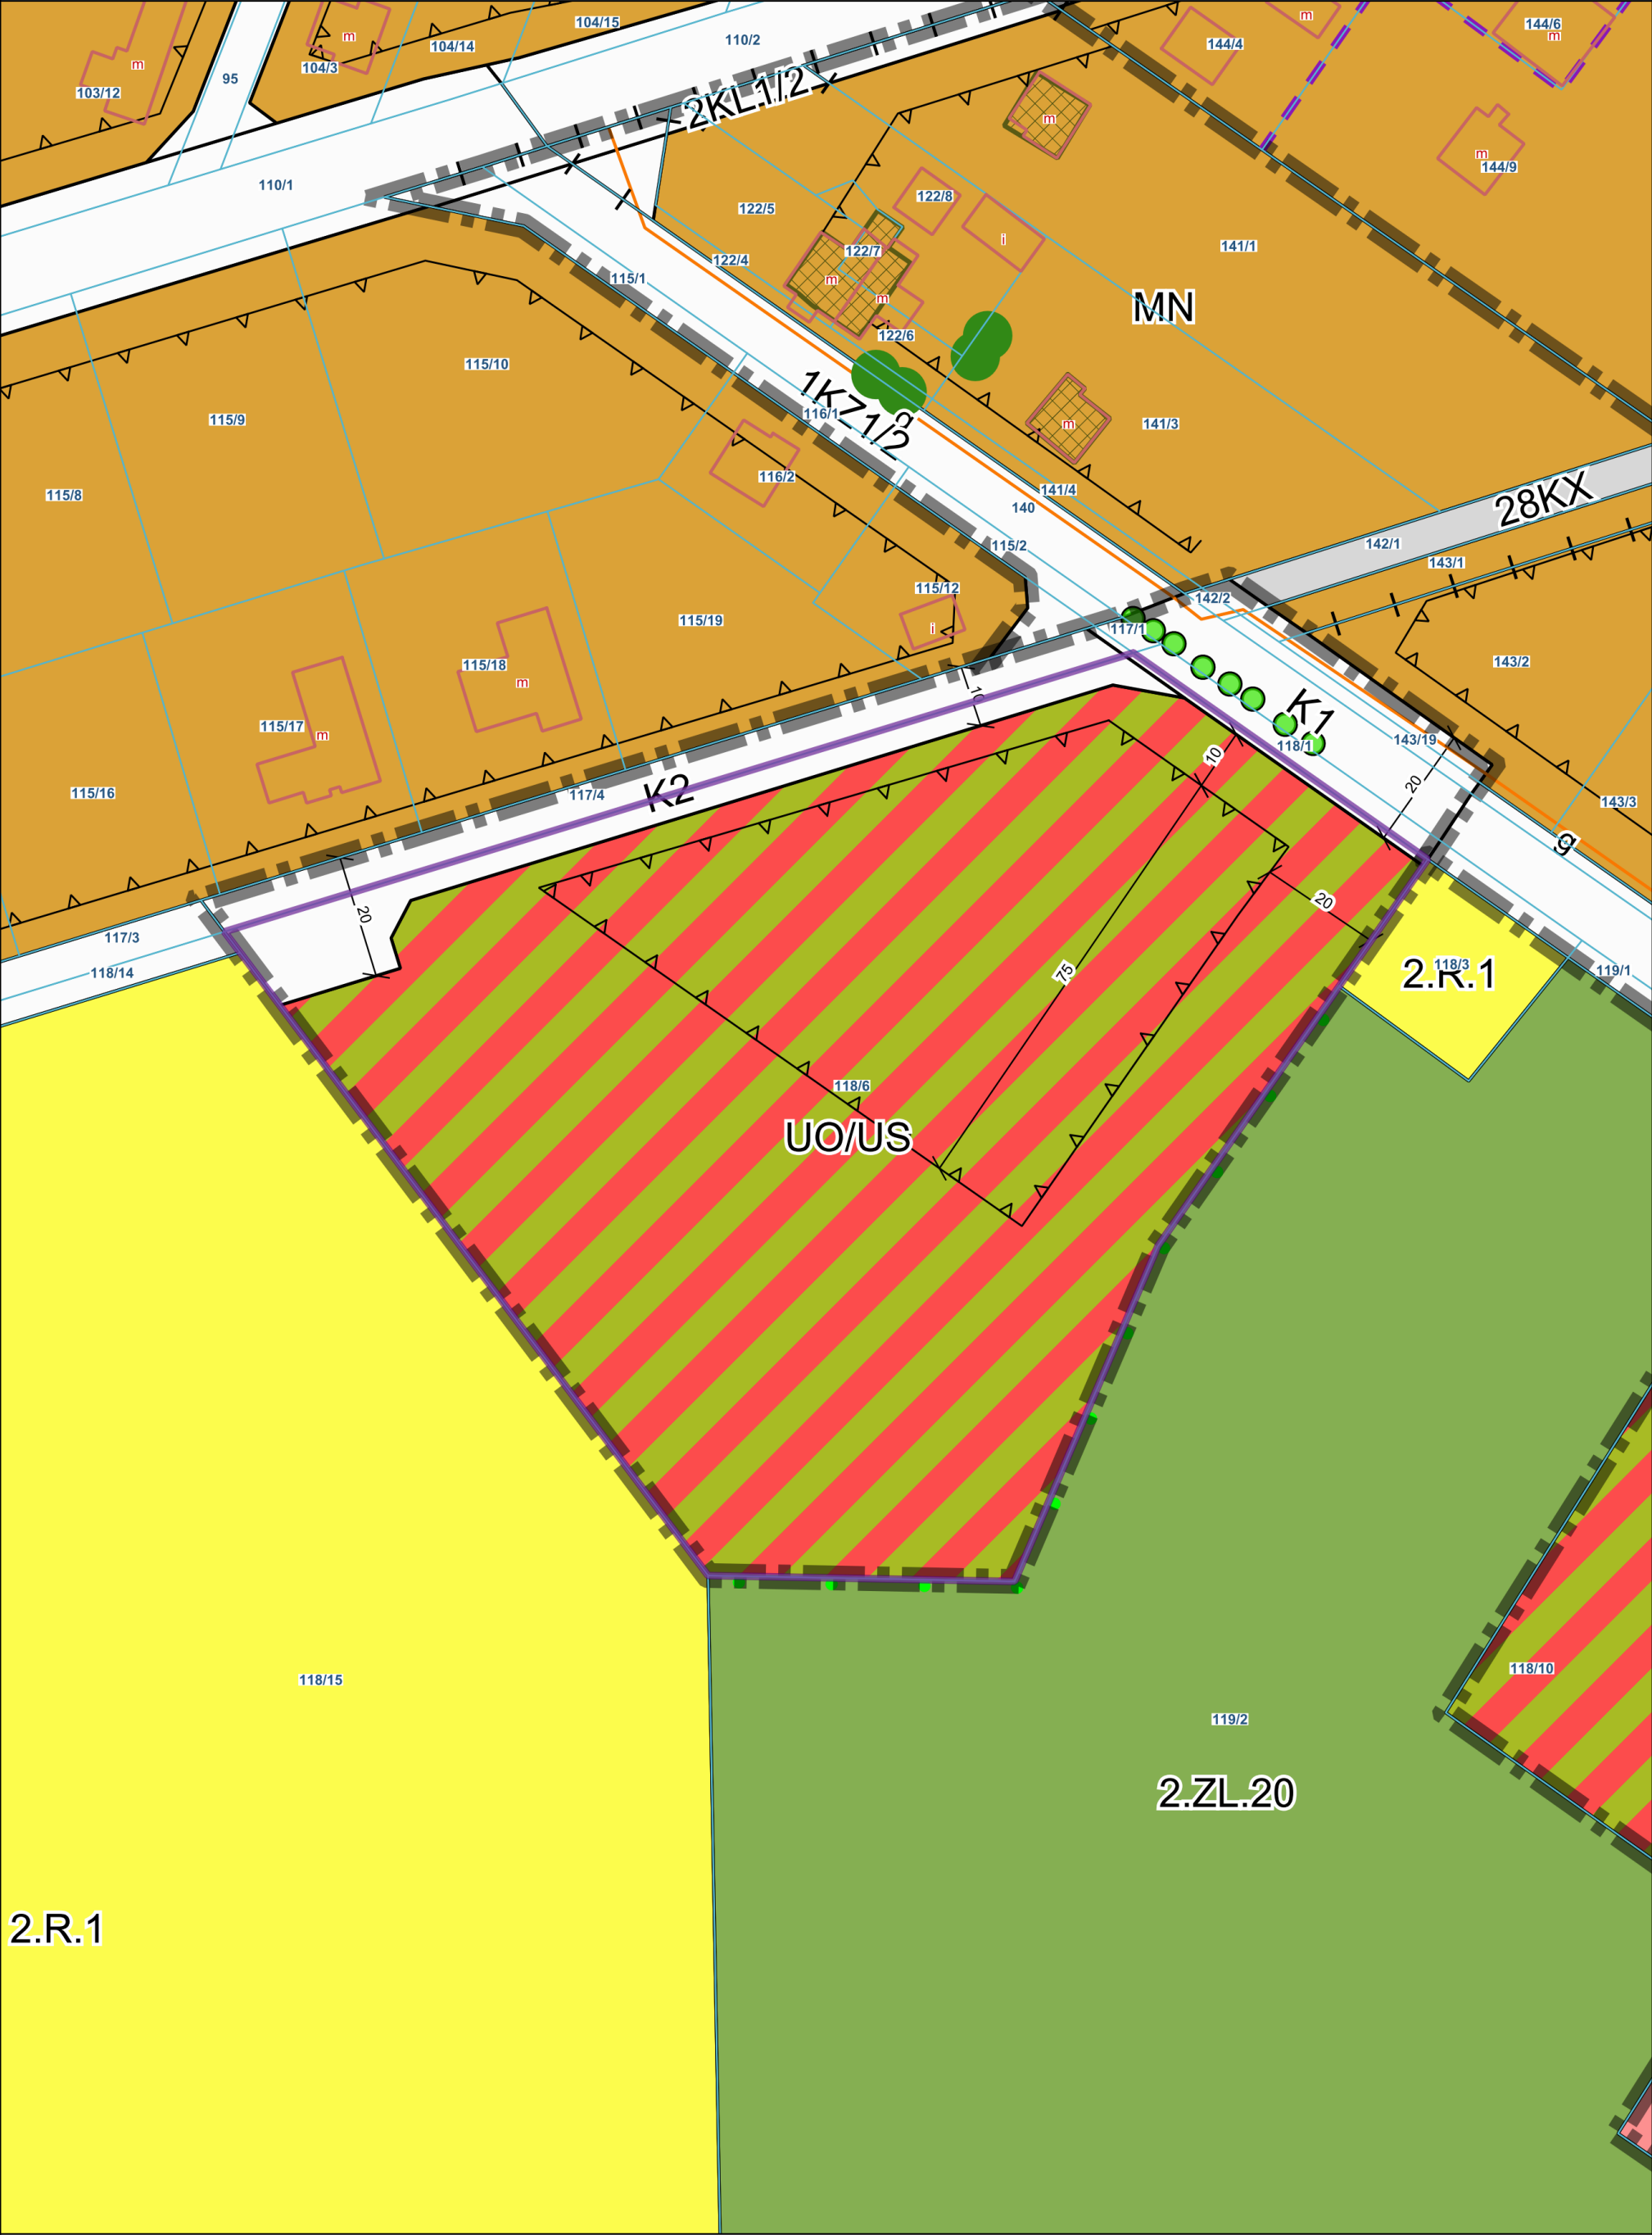 104/15
144/6
m
110/2
m
m
104/14
144/4
m
104/3
95
103/12
m
2KL1/2
m
m
144/9
110/1
122/8
122/5
i
141/1
122/7
122/4
115/1
m
m
MN
122/6
115/10
1KZ1/2
116/1
g
115/9
m
141/3
116/2
141/4
28KX
115/8
140
115/2
142/1
143/1
115/12
142/2
i
117/1
115/19
115/18
m
143/2
10
K1
115/17
m
118/1
143/19
10
20
K2
117/4
115/16
143/3
g
20
20
117/3
118/14
75
118/3
2.R.1
119/1
118/6
UO/US
118/10
118/15
119/2
2.ZL.20
2.R.1